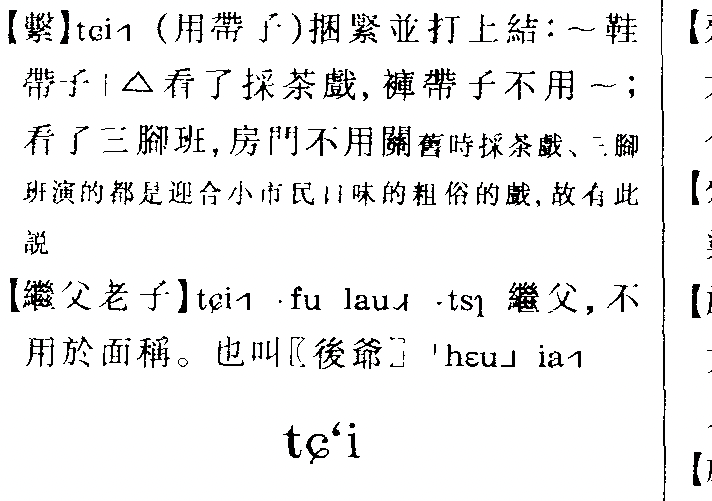 【繫】tɕi˧ (用帶子)捆緊並打上結：～鞋
帶子｜△看了採茶戲，褲帶子不用～；
看了三腳班，房門不用關舊時採茶戲、三腳
班演的都是迎合小市民口味的粗俗的戲，故有此
説
【繼父老子】tɕi˧ ·fu lau˩ ·tsɿ 繼父，不
用於面稱。也叫〖後爺〗 ˈhɛu˩ ia˧
tɕ‘i